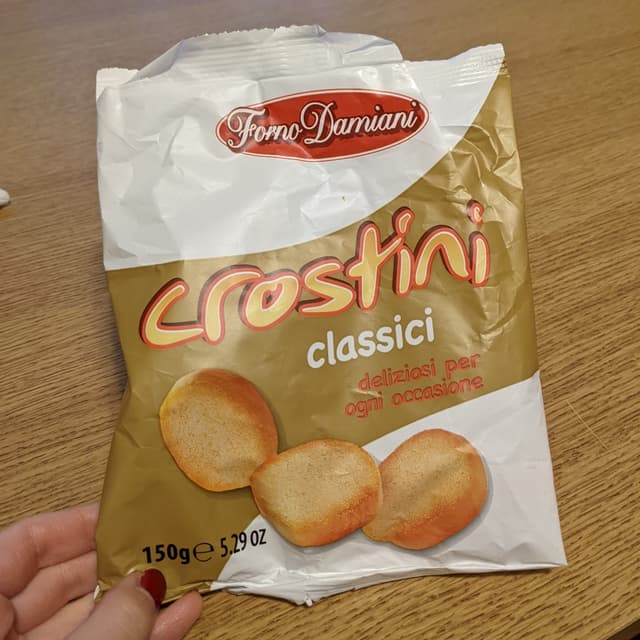 Forno Damiani
crostini
classici
deliziosi per
ogni occasione
150g ℮ 5.29 OZ